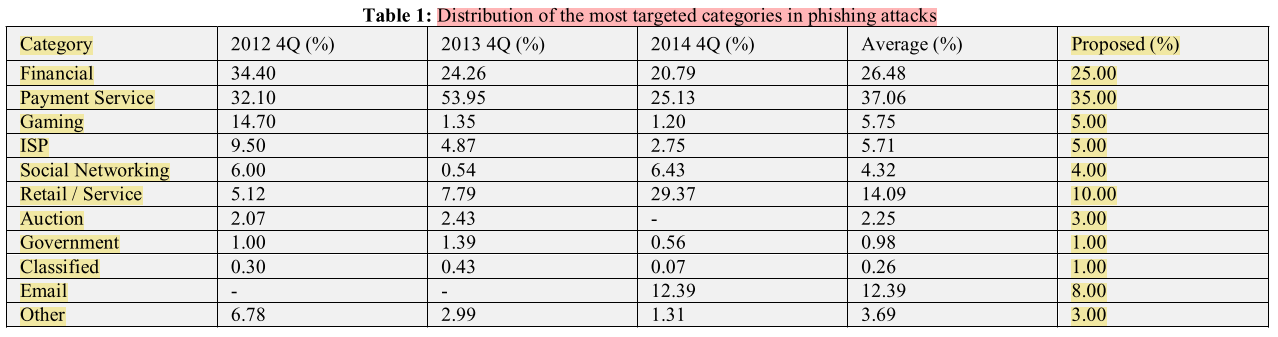 Table 1: Distribution of the most targeted categories in phishing attacks
Category 2012 4Q (%) 2013 4Q (%) 2014 4Q (%) Average (%) Proposed (%)
Financial 34.40 24.26 20.79 26.48 25.00
Payment Service 32.10 53.95 25.13 37.06 35.00
Gaming 14.70 1.35 1.20 5.75 5.00
ISP 9.50 4.87 2.75 5.71 5.00
Social Networking 6.00 0.54 6.43 4.32 4.00
Retail / Service 5.12 7.79 29.37 14.09 10.00
Auction 2.07 2.43 - 2.25 3.00
Government 1.00 1.39 0.56 0.98 1.00
Classified 0.30 0.43 0.07 0.26 1.00
Email - - 12.39 12.39 8.00
Other 6.78 2.99 1.31 3.69 3.00